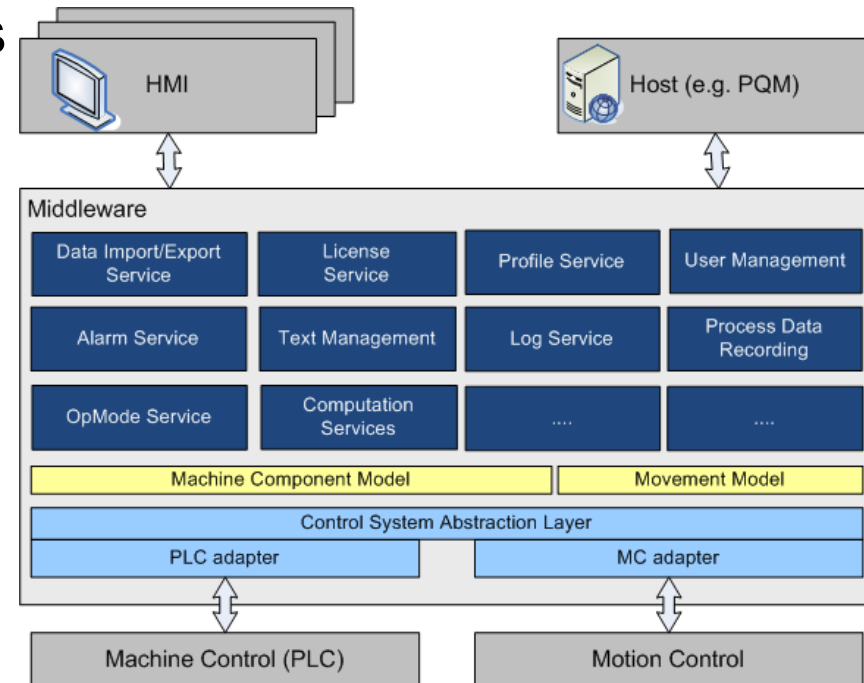 s
HMI
Host (e.g. PQM)
Middleware
Data Import/Export
Service
License
Service
Profile Service
User Management
Alarm Service
Text Management
Log Service
Process Data
Recording
OpMode Service
Computation
Services
....
....
Machine Component Model
Movement Model
Control System Abstraction Layer
PLC adapter
MC adapter
Machine Control (PLC)
Motion Control